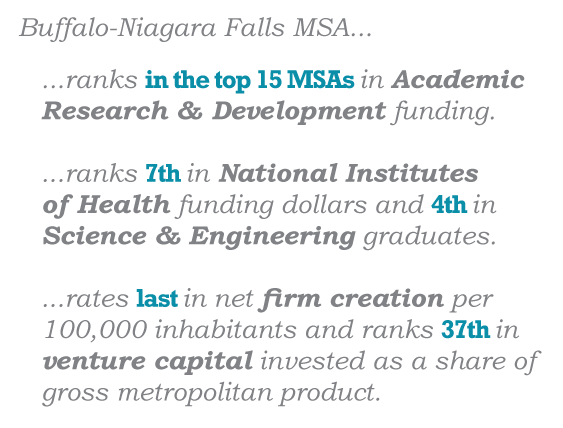 Buffalo-Niagara Falls MSA...
...ranks in the top 15 MSAs in Academic
Research & Development funding.
...ranks 7th in National Institutes
of Health funding dollars and 4th in
Science & Engineering graduates.
...rates last in net firm creation per
100,000 inhabitants and ranks 37th in
venture capital invested as a share of
gross metropolitan product.